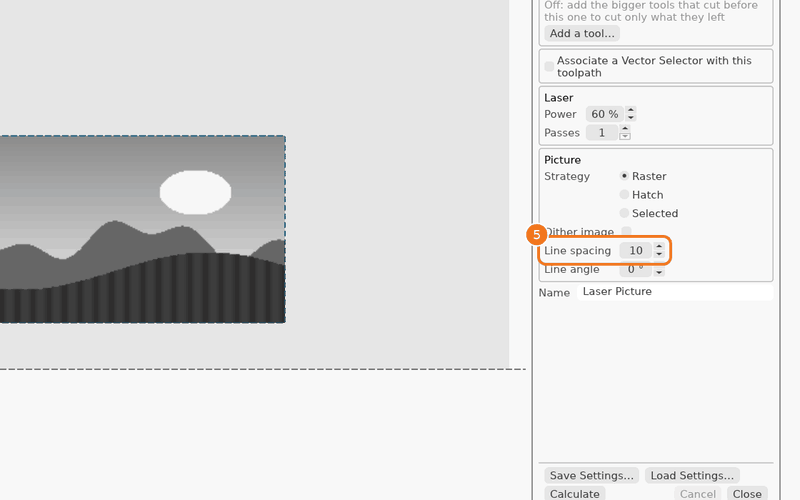 Off: add the bigger tools that cut before
this one to cut only what they left
Add a tool...
Associate a Vector Selector with this
toolpath
Laser
Power 60 %
Passes 1
Picture
Strategy Raster
Hatch
Selected
Dither image
5
Line spacing 10
Line angle 0 °
Name Laser Picture
Save Settings... Load Settings...
Calculate Cancel Close